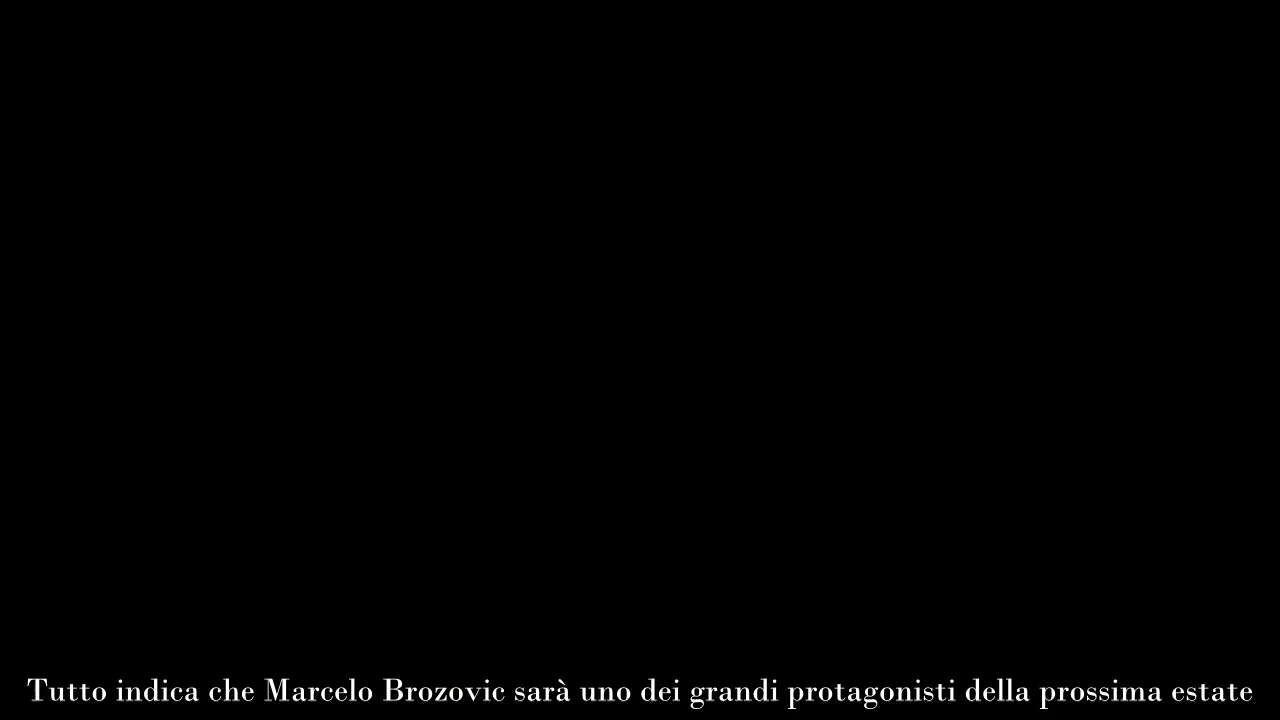 Tutto indica che Marcelo Brozovic sarà uno dei grandi protagonisti della prossima estate